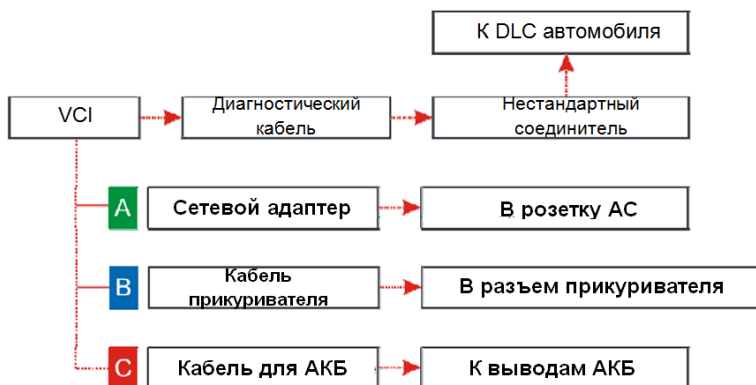 К DLC автомобиля
VCI
Диагностический
кабель
Нестандартный
соединитель
A
Сетевой адаптер
В розетку АС
B
Кабель
прикуривателя
В разъем прикуривателя
C
Кабель для АКБ
К выводам АКБ